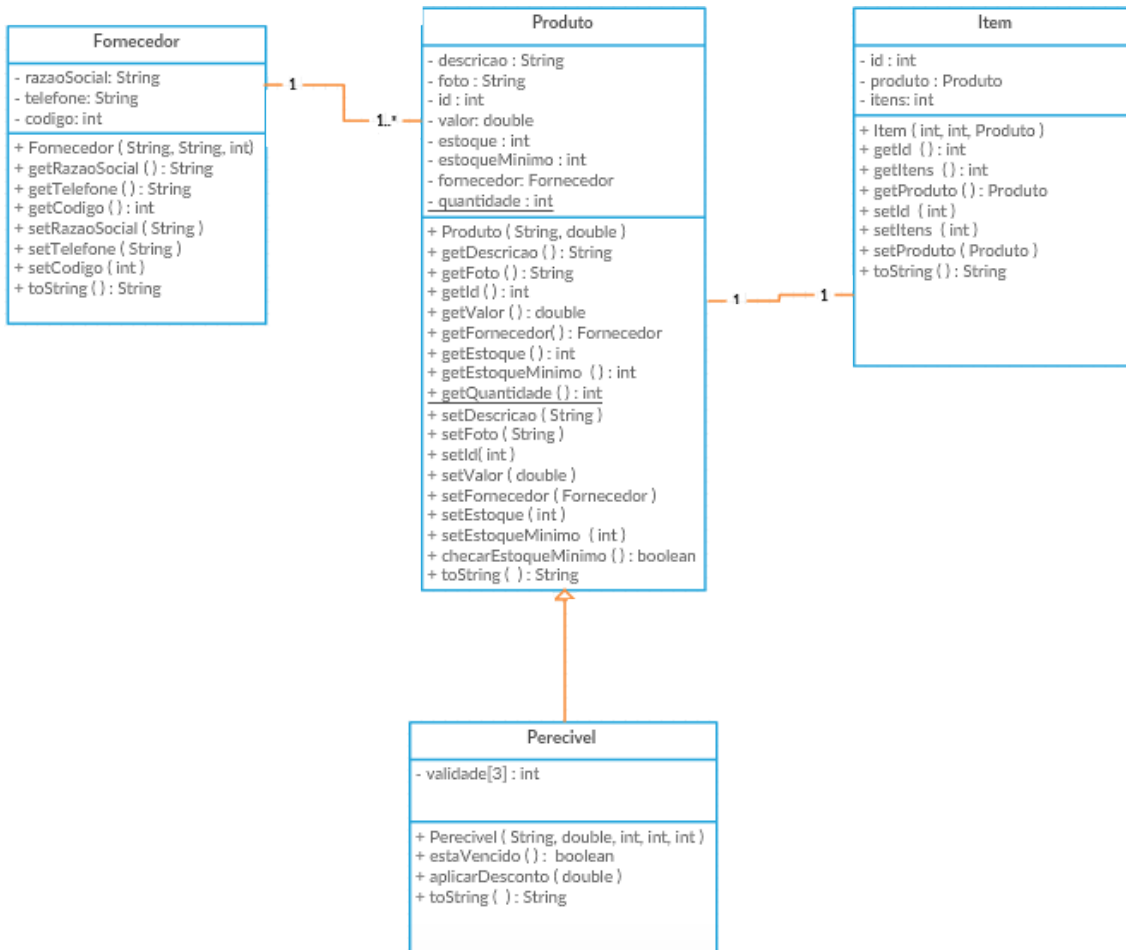 Fornecedor
- razaoSocial: String
- telefone: String
- codigo: int
+ Fornecedor ( String, String, int)
+ getRazaoSocial ( ) : String
+ getTelefone ( ) : String
+ getCodigo ( ) : int
+ setRazaoSocial ( String )
+ setTelefone ( String )
+ setCodigo ( int )
+ toString ( ) : String
1
1..*
Produto
- descricao : String
- foto : String
- id : int
- valor: double
- estoque : int
- estoqueMinimo : int
- fornecedor: Fornecedor
- quantidade : int
+ Produto ( String, double )
+ getDescricao ( ) : String
+ getFoto ( ) : String
+ getId ( ) : int
+ getValor ( ) : double
+ getFornecedor( ) : Fornecedor
+ getEstoque ( ) : int
+ getEstoqueMinimo ( ) : int
+ getQuantidade ( ) : int
+ setDescricao ( String )
+ setFoto ( String )
+ setId( int )
+ setValor ( double )
+ setFornecedor ( Fornecedor )
+ setEstoque ( int )
+ setEstoqueMinimo ( int )
+ checarEstoqueMinimo ( ) : boolean
+ toString ( ) : String
1
1
Item
- id : int
- produto : Produto
- itens: int
+ Item ( int, int, Produto )
+ getId ( ) : int
+ getItens ( ) : int
+ getProduto ( ) : Produto
+ setId ( int )
+ setItens ( int )
+ setProduto ( Produto )
+ toString ( ) : String
Perecivel
- validade[3] : int
+ Perecivel ( String, double, int, int, int )
+ estaVencido ( ) : boolean
+ aplicarDesconto ( double )
+ toString ( ) : String